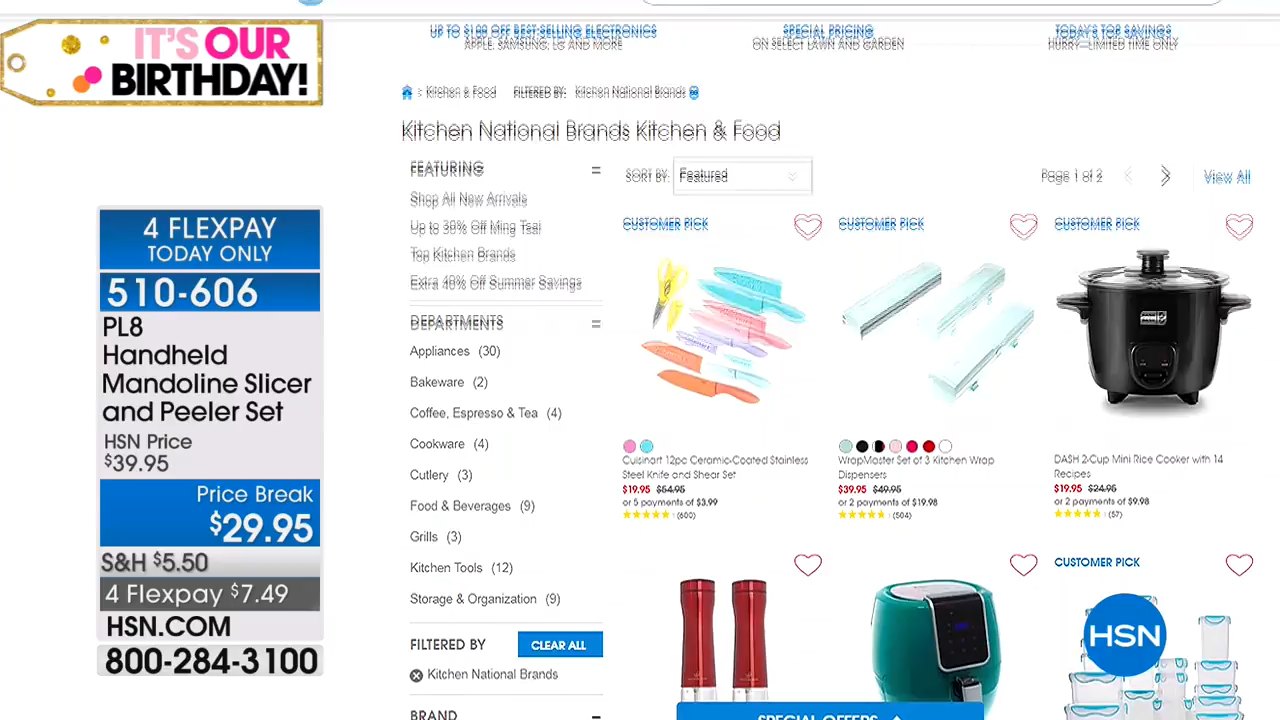 IT'S OUR
BIRTHDAY!
4 FLEXPAY
TODAY ONLY
510-606
PL8
Handheld
Mandoline Slicer
and Peeler Set
HSN Price
$39.95
Price Break
$29.95
S&H $5.50
4 Flexpay $7.49
HSN.COM
800-284-3100
UP TO $100 OFF BEST-SELLING ELECTRONICS
APPLE, SAMSUNG, LG AND MORE
SPECIAL PRICING
ON SELECT LAWN AND GARDEN
TODAY'S TOP SAVINGS
HURRY—LIMITED TIME ONLY
> Kitchen & Food FILTERED BY: Kitchen National Brands
Kitchen National Brands Kitchen & Food
FEATURING
Shop All New Arrivals
Up to 30% Off Ming Tsai
Top Kitchen Brands
Extra 40% Off Summer Savings
DEPARTMENTS
Appliances (30)
Bakeware (2)
Coffee, Espresso & Tea (4)
Cookware (4)
Cutlery (3)
Food & Beverages (9)
Grills (3)
Kitchen Tools (12)
Storage & Organization (9)
FILTERED BY CLEAR ALL
Kitchen National Brands
BRAND
SORT BY: Featured
Page 1 of 2 View All
CUSTOMER PICK
Cuisinart 12pc Ceramic-Coated Stainless
Steel Knife and Shear Set
$19.95 $54.95
or 5 payments of $3.99
(600)
CUSTOMER PICK
WrapMaster Set of 3 Kitchen Wrap
Dispensers
$39.95 $49.95
or 2 payments of $19.98
(504)
CUSTOMER PICK
DASH 2-Cup Mini Rice Cooker with 14
Recipes
$19.95 $24.95
or 2 payments of $9.98
(57)
CUSTOMER PICK
HSN
SPECIAL OFFERS